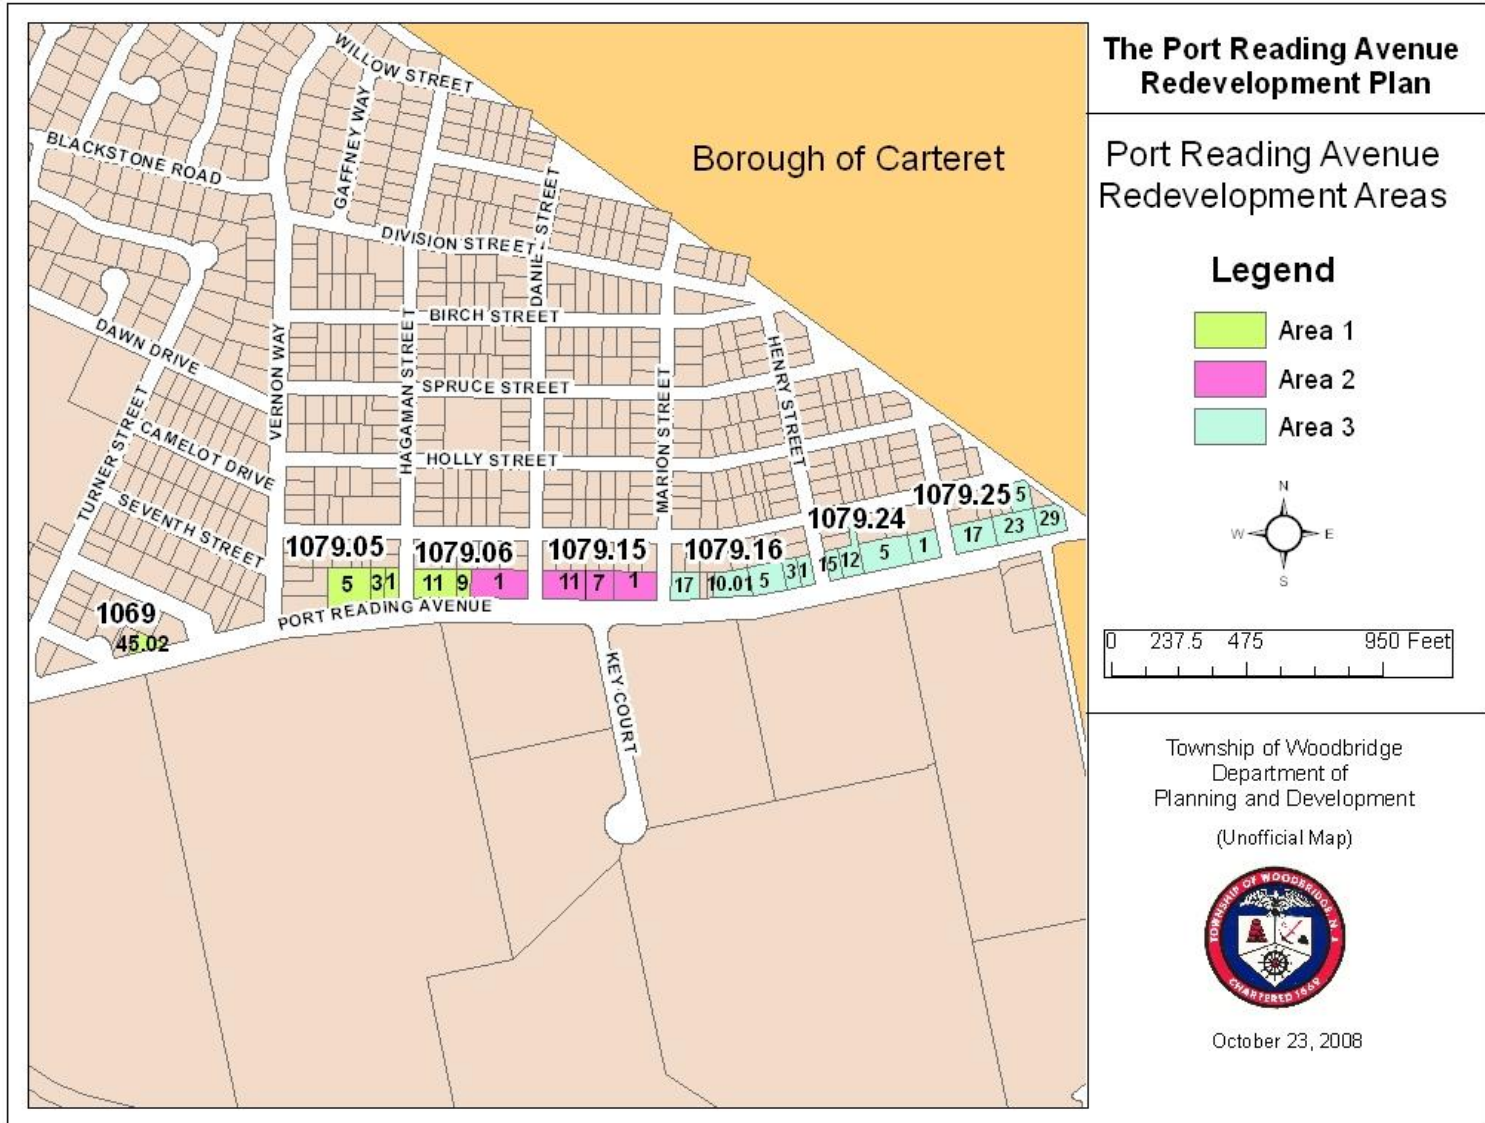 The Port Reading Avenue
Redevelopment Plan
Port Reading Avenue
Redevelopment Areas
Legend
Area 1
Area 2
Area 3
N
W
E
S
0 237.5 475 950 Feet
Township of Woodbridge
Department of
Planning and Development
(Unofficial Map)
TOWNSHIP OF WOODBRIDGE, N.J.
CHARTERED 1669
October 23, 2008
Borough of Carteret
WILLOW STREET
GAFFNEY WAY
BLACKSTONE ROAD
DIVISION STREET
DANIEL STREET
BIRCH STREET
DAWN DRIVE
VERNON WAY
HAGAMAN STREET
SPRUCE STREET
MARION STREET
HENRY STREET
TURNER STREET
CAMELOT DRIVE
HOLLY STREET
SEVENTH STREET
1079.25
5
1079.24
17 23 29
1079.05
1079.06
1079.15
1079.16
15 12 5 1
5 3 1
11 9 1
11 7 1
17 10.01 5 3 1
PORT READING AVENUE
1069
45.02
KEY COURT